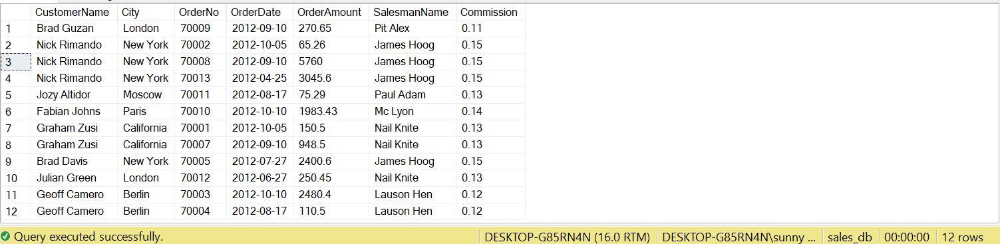 CustomerName City OrderNo OrderDate OrderAmount SalesmanName Commission
1 Brad Guzan London 70009 2012-09-10 270.65 Pit Alex 0.11
2 Nick Rimando New York 70002 2012-10-05 65.26 James Hoog 0.15
3 Nick Rimando New York 70008 2012-09-10 5760 James Hoog 0.15
4 Nick Rimando New York 70013 2012-04-25 3045.6 James Hoog 0.15
5 Jozy Altidor Moscow 70011 2012-08-17 75.29 Paul Adam 0.13
6 Fabian Johns Paris 70010 2012-10-10 1983.43 Mc Lyon 0.14
7 Graham Zusi California 70001 2012-10-05 150.5 Nail Knite 0.13
8 Graham Zusi California 70007 2012-09-10 948.5 Nail Knite 0.13
9 Brad Davis New York 70005 2012-07-27 2400.6 James Hoog 0.15
10 Julian Green London 70012 2012-06-27 250.45 Nail Knite 0.13
11 Geoff Camero Berlin 70003 2012-10-10 2480.4 Lauson Hen 0.12
12 Geoff Camero Berlin 70004 2012-08-17 110.5 Lauson Hen 0.12
Query executed successfully. DESKTOP-G85RN4N (16.0 RTM) DESKTOP-G85RN4N\sunny ... sales_db 00:00:00 12 rows